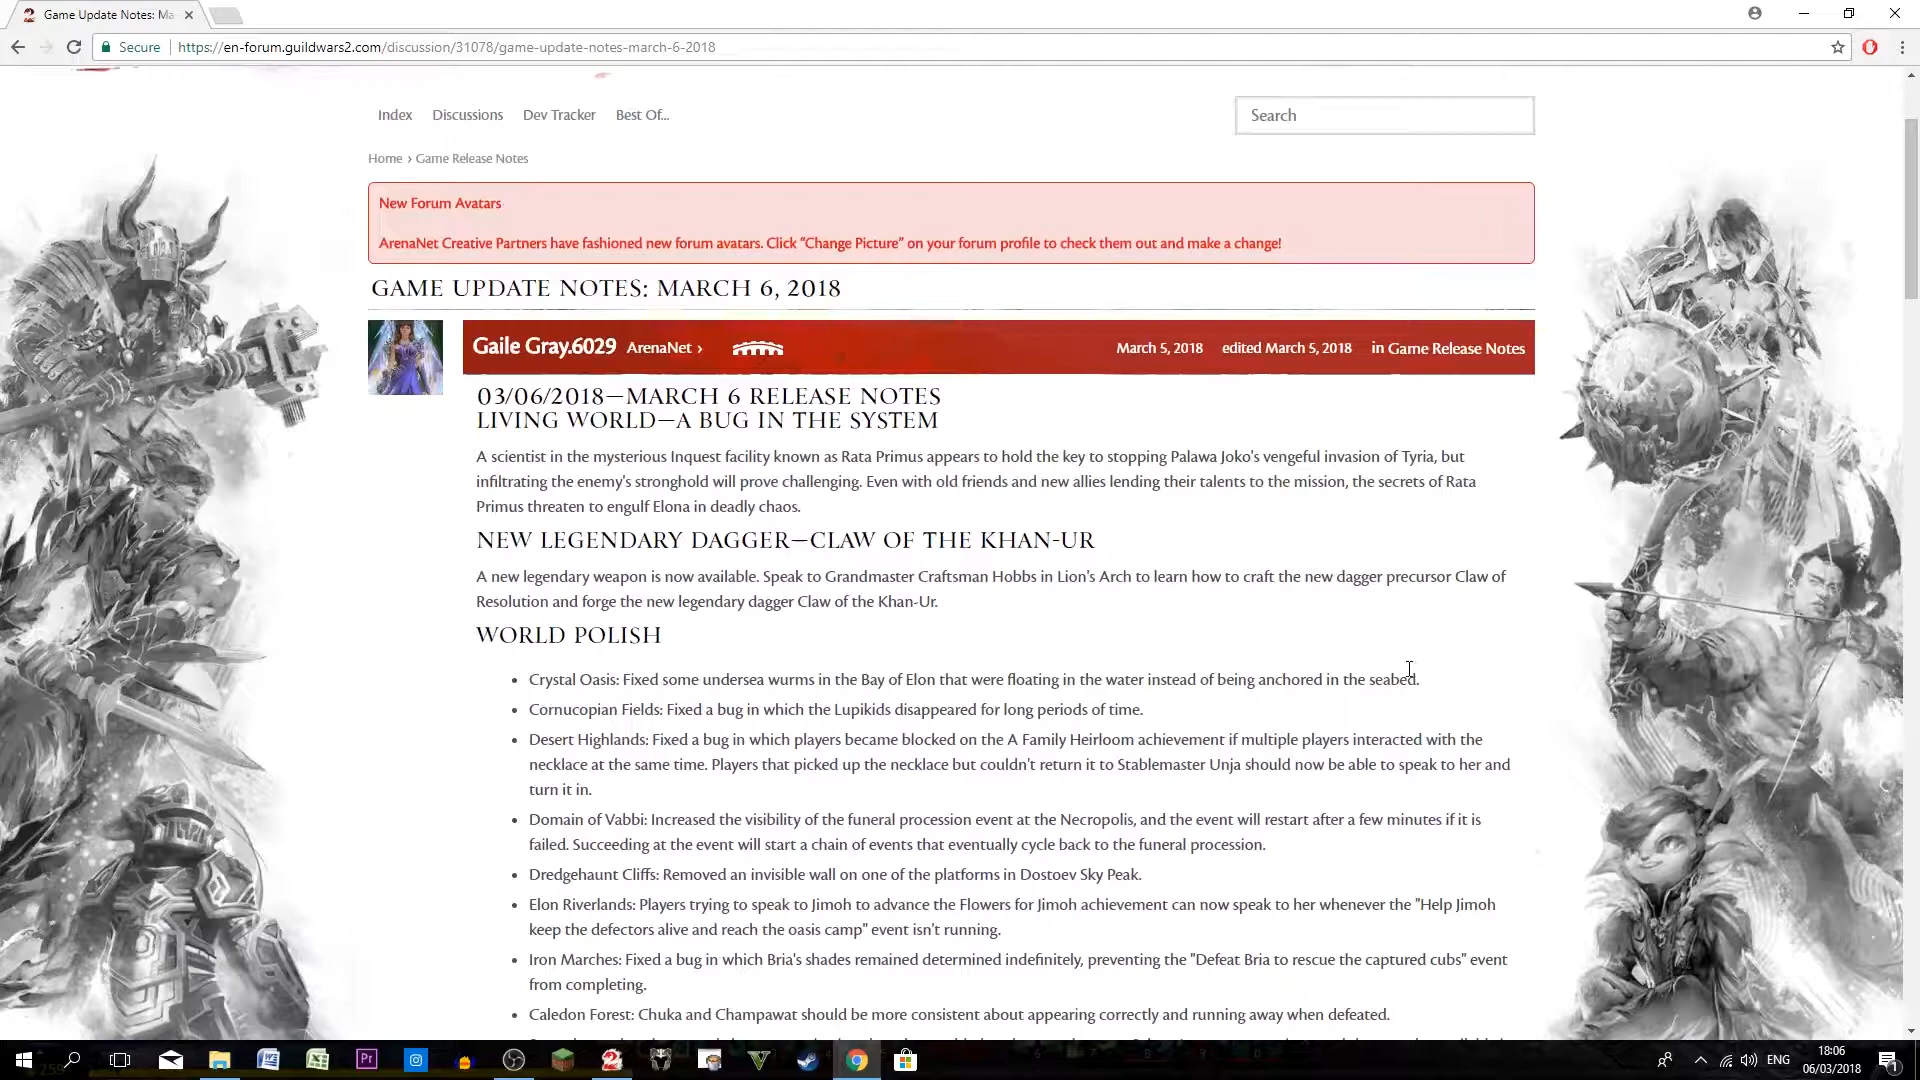 Game Update Notes: Ma
Secure https://en-forum.guildwars2.com/discussion/31078/game-update-notes-march-6-2018
Index Discussions Dev Tracker Best Of... Search
Home › Game Release Notes
New Forum Avatars
ArenaNet Creative Partners have fashioned new forum avatars. Click "Change Picture" on your forum profile to check them out and make a change!
GAME UPDATE NOTES: MARCH 6, 2018
Gaile Gray.6029 ArenaNet › March 5, 2018 edited March 5, 2018 in Game Release Notes
03/06/2018—MARCH 6 RELEASE NOTES
LIVING WORLD—A BUG IN THE SYSTEM
A scientist in the mysterious Inquest facility known as Rata Primus appears to hold the key to stopping Palawa Joko's vengeful invasion of Tyria, but
infiltrating the enemy's stronghold will prove challenging. Even with old friends and new allies lending their talents to the mission, the secrets of Rata
Primus threaten to engulf Elona in deadly chaos.
NEW LEGENDARY DAGGER—CLAW OF THE KHAN-UR
A new legendary weapon is now available. Speak to Grandmaster Craftsman Hobbs in Lion's Arch to learn how to craft the new dagger precursor Claw of
Resolution and forge the new legendary dagger Claw of the Khan-Ur.
WORLD POLISH
• Crystal Oasis: Fixed some undersea wurms in the Bay of Elon that were floating in the water instead of being anchored in the seabed.
• Cornucopian Fields: Fixed a bug in which the Lupikids disappeared for long periods of time.
• Desert Highlands: Fixed a bug in which players became blocked on the A Family Heirloom achievement if multiple players interacted with the
necklace at the same time. Players that picked up the necklace but couldn't return it to Stablemaster Unja should now be able to speak to her and
turn it in.
• Domain of Vabbi: Increased the visibility of the funeral procession event at the Necropolis, and the event will restart after a few minutes if it is
failed. Succeeding at the event will start a chain of events that eventually cycle back to the funeral procession.
• Dredgehaunt Cliffs: Removed an invisible wall on one of the platforms in Dostoev Sky Peak.
• Elon Riverlands: Players trying to speak to Jimoh to advance the Flowers for Jimoh achievement can now speak to her whenever the "Help Jimoh
keep the defectors alive and reach the oasis camp" event isn't running.
• Iron Marches: Fixed a bug in which Bria's shades remained determined indefinitely, preventing the "Defeat Bria to rescue the captured cubs" event
from completing.
• Caledon Forest: Chuka and Champawat should be more consistent about appearing correctly and running away when defeated.
ENG 18:06
06/03/2018